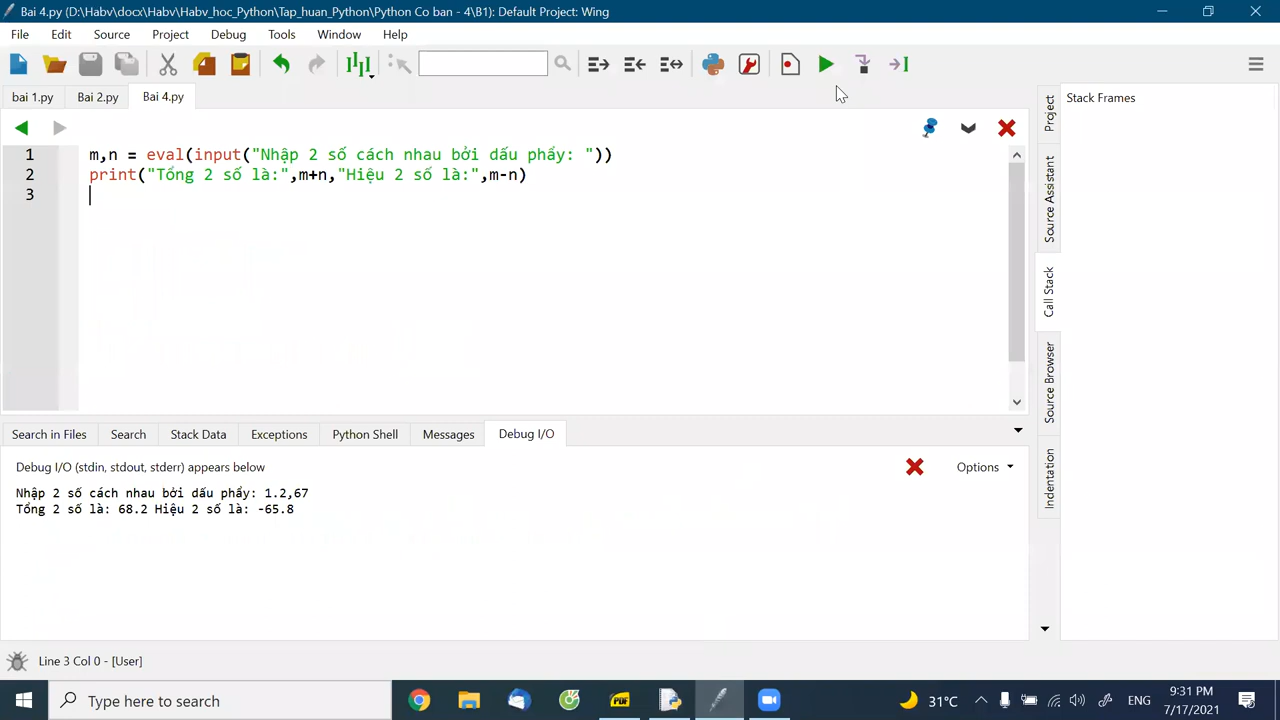 Bai 4.py (D:\Habv\docx\Habv\Habv_hoc_Python\Tap_huan_Python\Python Co ban - 4\B1): Default Project: Wing
File Edit Source Project Debug Tools Window Help
bai 1.py Bai 2.py Bai 4.py
Stack Frames
1 m,n = eval(input("Nhập 2 số cách nhau bởi dấu phẩy: "))
2 print("Tổng 2 số là:",m+n,"Hiệu 2 số là:",m-n)
3
Project
Source Assistant
Call Stack
Source Browser
Indentation
Search in Files Search Stack Data Exceptions Python Shell Messages Debug I/O
Debug I/O (stdin, stdout, stderr) appears below
Options
Nhập 2 số cách nhau bởi dấu phẩy: 1.2,67
Tổng 2 số là: 68.2 Hiệu 2 số là: -65.8
Line 3 Col 0 - [User]
Type here to search
PDF
31°C
ENG
9:31 PM
7/17/2021